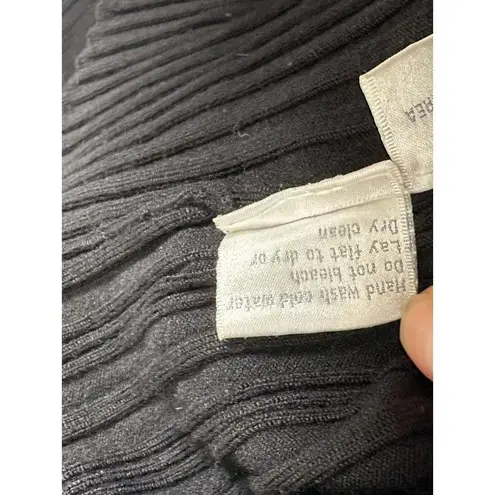 Hand wash cold water
Do not bleach
Lay flat to dry or
Dry clean